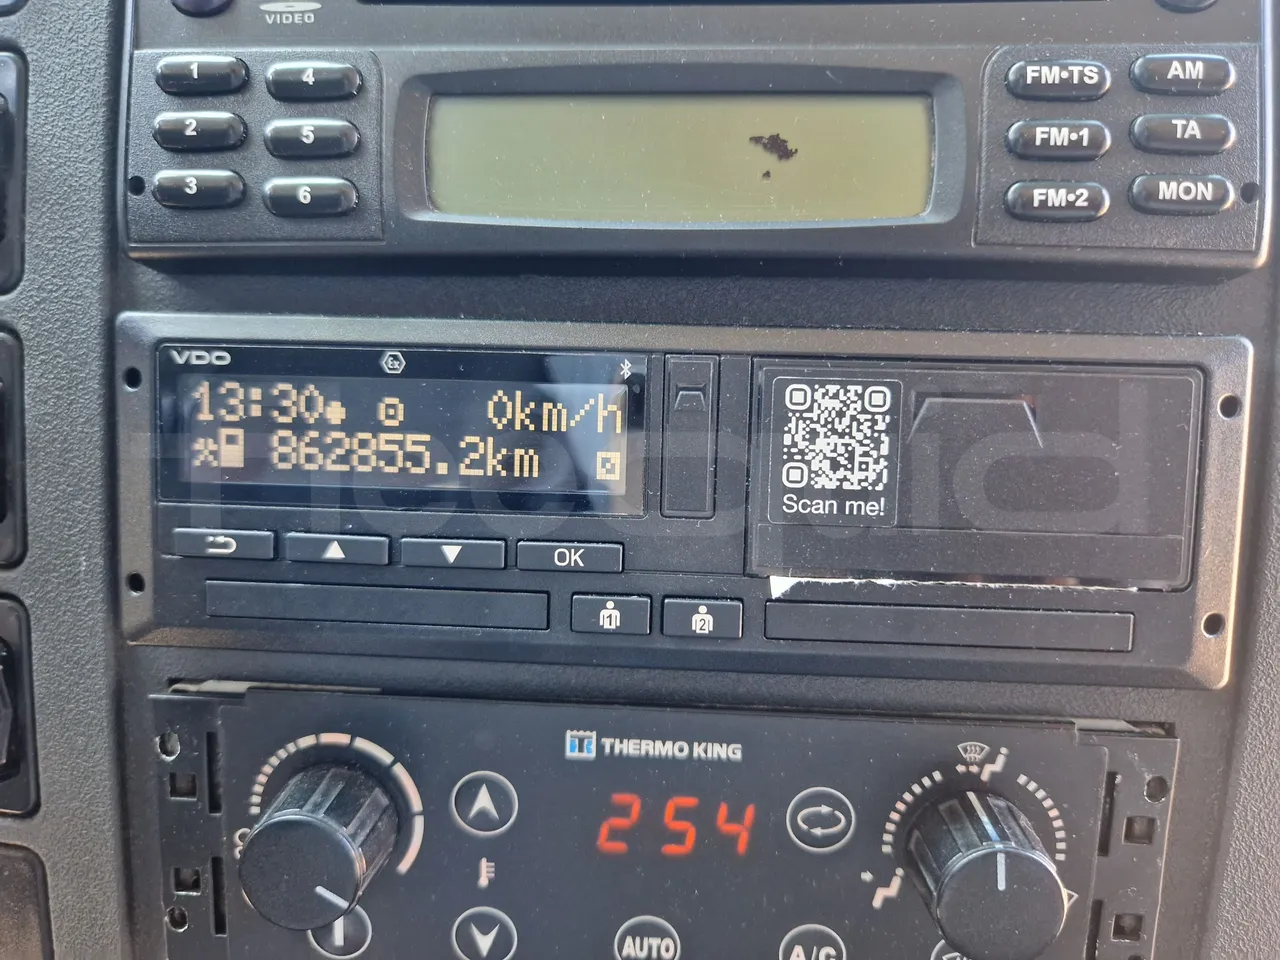 VIDEO
1 4 FM•TS AM
2 5 FM•1 TA
3 6 FM•2 MON
VDO Ex
13:30 0km/h
862855.2km
Scan me!
OK
1 2
THERMO KING
254
AUTO A/C